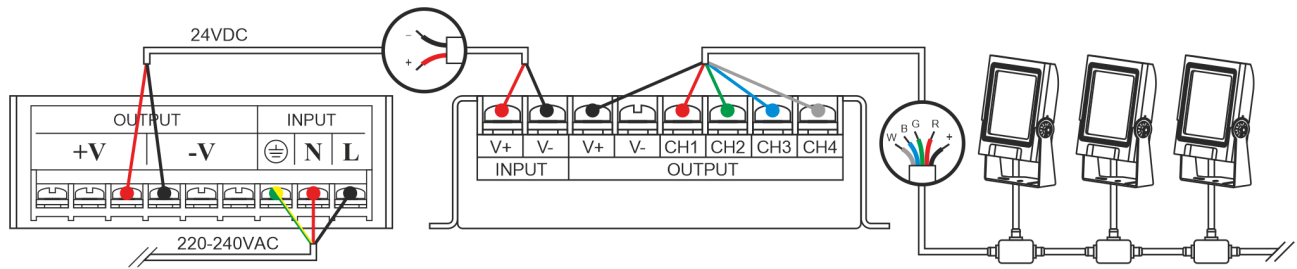 24VDC
− +
OUTPUT INPUT
+V -V N L
220-240VAC
V+ V- V+ V- CH1 CH2 CH3 CH4
INPUT OUTPUT
W B G R +